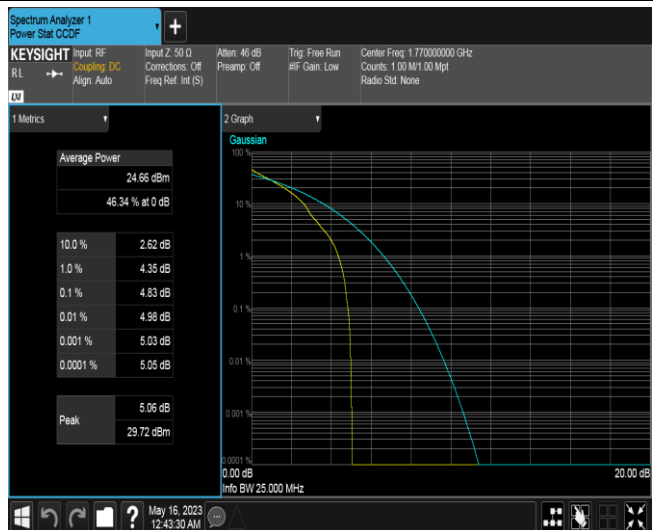 Spectrum Analyzer 1
Power Stat CCDF
+
KEYSIGHT
RL
LXI
Input: RF
Coupling: DC
Align: Auto
Input Z: 50 Ω
Corrections: Off
Freq Ref: Int (S)
Atten: 46 dB
Preamp: Off
Trig: Free Run
#IF Gain: Low
Center Freq: 1.770000000 GHz
Counts: 1.00 M/1.00 Mpt
Radio Std: None
1 Metrics
Average Power
24.66 dBm
46.34 % at 0 dB
10.0 % 2.62 dB
1.0 % 4.35 dB
0.1 % 4.83 dB
0.01 % 4.98 dB
0.001 % 5.03 dB
0.0001 % 5.05 dB
Peak
5.06 dB
29.72 dBm
2 Graph
Gaussian
100 %
10 %
1 %
0.1 %
0.01 %
0.001 %
0.0001 %
0.00 dB
20.00 dB
Info BW 25.000 MHz
?
May 16, 2023
12:43:30 AM